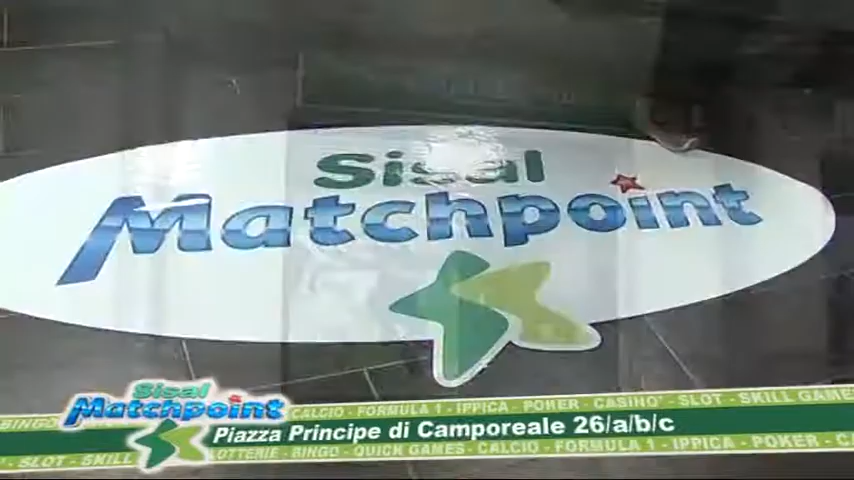 Sisal
Matchpoint
Sisal
Matchpoint
BINGO
CALCIO - FORMULA 1 - IPPICA - POKER - CASINO' - SLOT - SKILL GAMES
Piazza Principe di Camporeale 26/a/b/c
- SLOT - SKILL
LOTTERIE - BINGO - QUICK GAMES - CALCIO - FORMULA 1 - IPPICA - POKER -